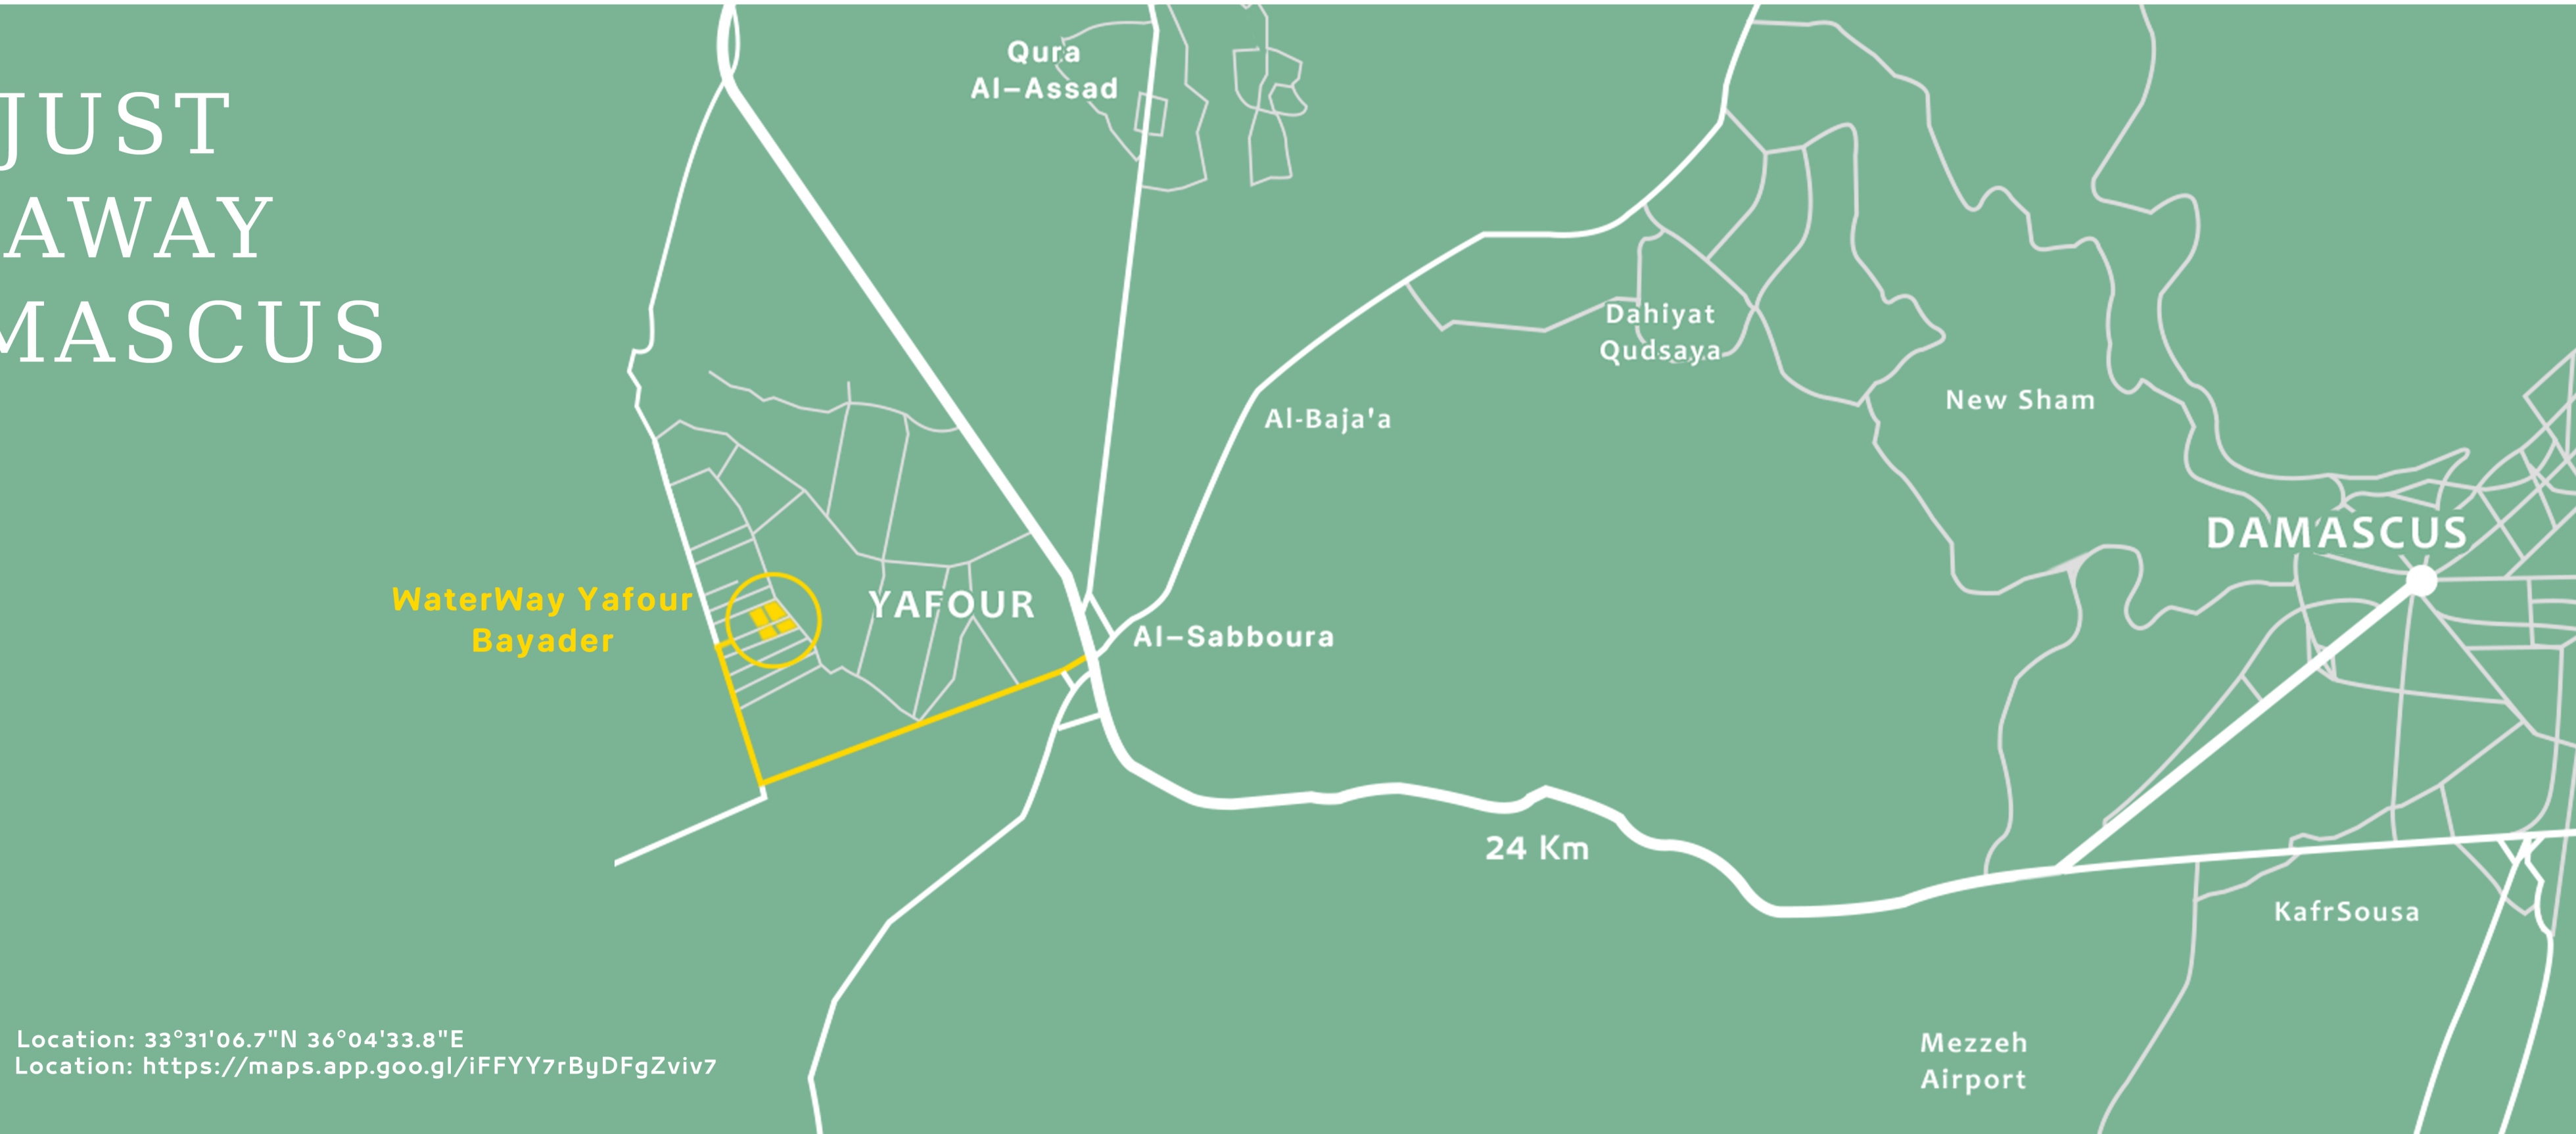 JUST
AWAY
MASCUS
Qura
Al–Assad
Dahiyat
Qudsaya
New Sham
Al-Baja'a
DAMASCUS
WaterWay Yafour
Bayader
YAFOUR
Al–Sabboura
24 Km
KafrSousa
Mezzeh
Airport
Location: 33°31'06.7"N 36°04'33.8"E
Location: https://maps.app.goo.gl/iFFYY7rByDFgZviv7